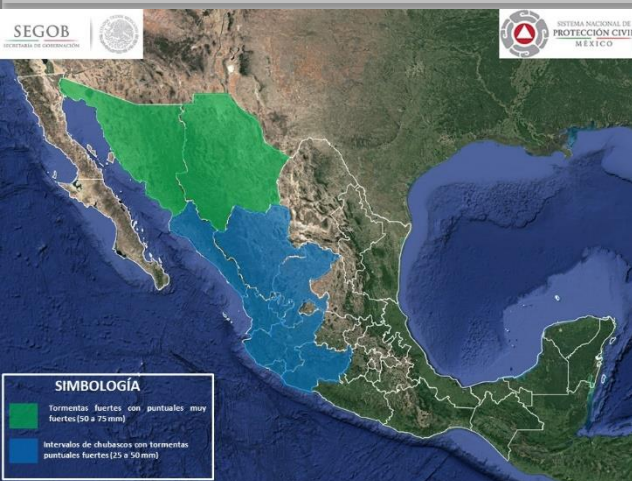 SEGOB
SECRETARÍA DE GOBERNACIÓN
SISTEMA NACIONAL DE
PROTECCIÓN CIVIL
MÉXICO
SIMBOLOGÍA
Tormentas fuertes con puntuales muy
fuertes (50 a 75 mm)
Intervalos de chubascos con tormentas
puntuales fuertes (25 a 50 mm)